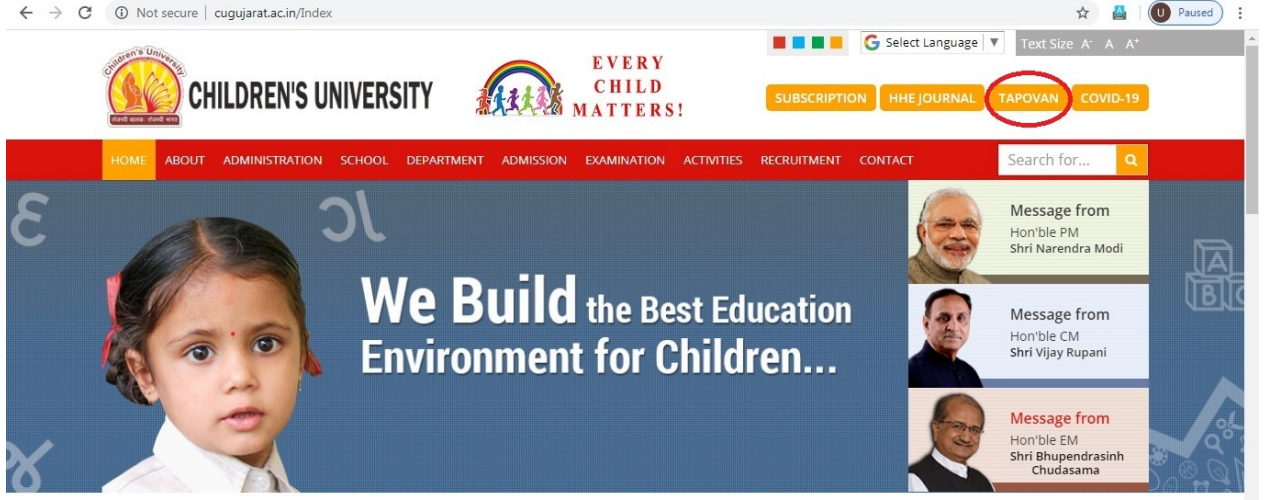 Not secure | cugujarat.ac.in/Index
U Paused
Select Language ▼
Text Size A- A A+
Children's University
CHILDREN'S UNIVERSITY
EVERY
CHILD
MATTERS!
SUBSCRIPTION HHE JOURNAL TAPOVAN COVID-19
HOME ABOUT ADMINISTRATION SCHOOL DEPARTMENT ADMISSION EXAMINATION ACTIVITIES RECRUITMENT CONTACT Search for...
We Build the Best Education
Environment for Children...
Message from
Hon'ble PM
Shri Narendra Modi
Message from
Hon'ble CM
Shri Vijay Rupani
Message from
Hon'ble EM
Shri Bhupendrasinh
Chudasama
A
B C